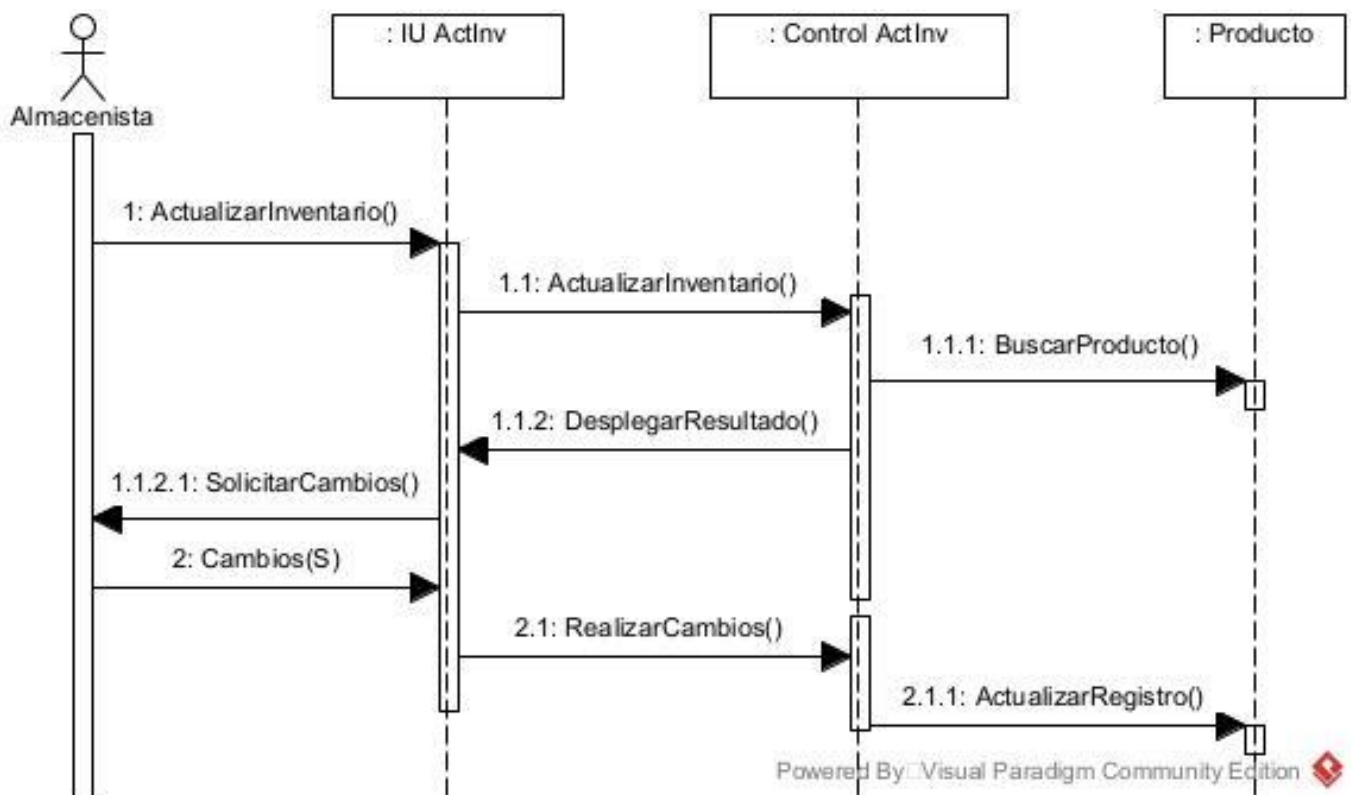 : IU ActInv
: Control ActInv
: Producto
Almacenista
1: ActualizarInventario()
1.1: ActualizarInventario()
1.1.1: BuscarProducto()
1.1.2: DesplegarResultado()
1.1.2.1: SolicitarCambios()
2: Cambios(S)
2.1: RealizarCambios()
2.1.1: ActualizarRegistro()
Powered By Visual Paradigm Community Edition